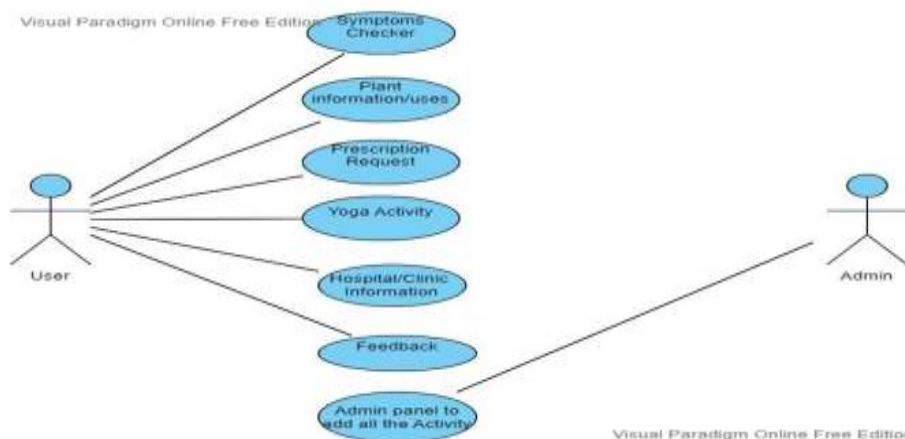 Visual Paradigm Online Free Edition
Symptoms
Checker
Plant
information/uses
Prescription
Request
Yoga Activity
User
Admin
Hospital/Clinic
Information
Feedback
Admin panel to
add all the Activity
Visual Paradigm Online Free Edition